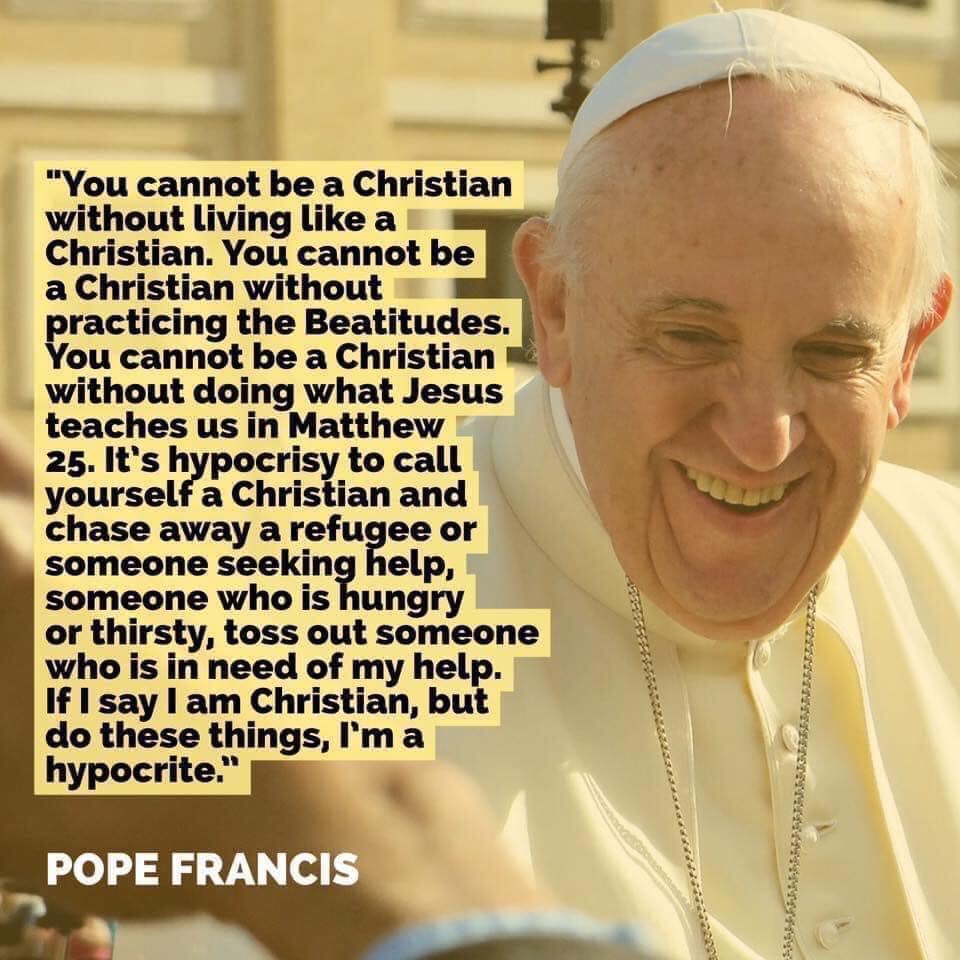 "You cannot be a Christian
without living like a
Christian. You cannot be
a Christian without
practicing the Beatitudes.
You cannot be a Christian
without doing what Jesus
teaches us in Matthew
25. It's hypocrisy to call
yourself a Christian and
chase away a refugee or
someone seeking help,
someone who is hungry
or thirsty, toss out someone
who is in need of my help.
If I say I am Christian, but
do these things, I'm a
hypocrite."
POPE FRANCIS